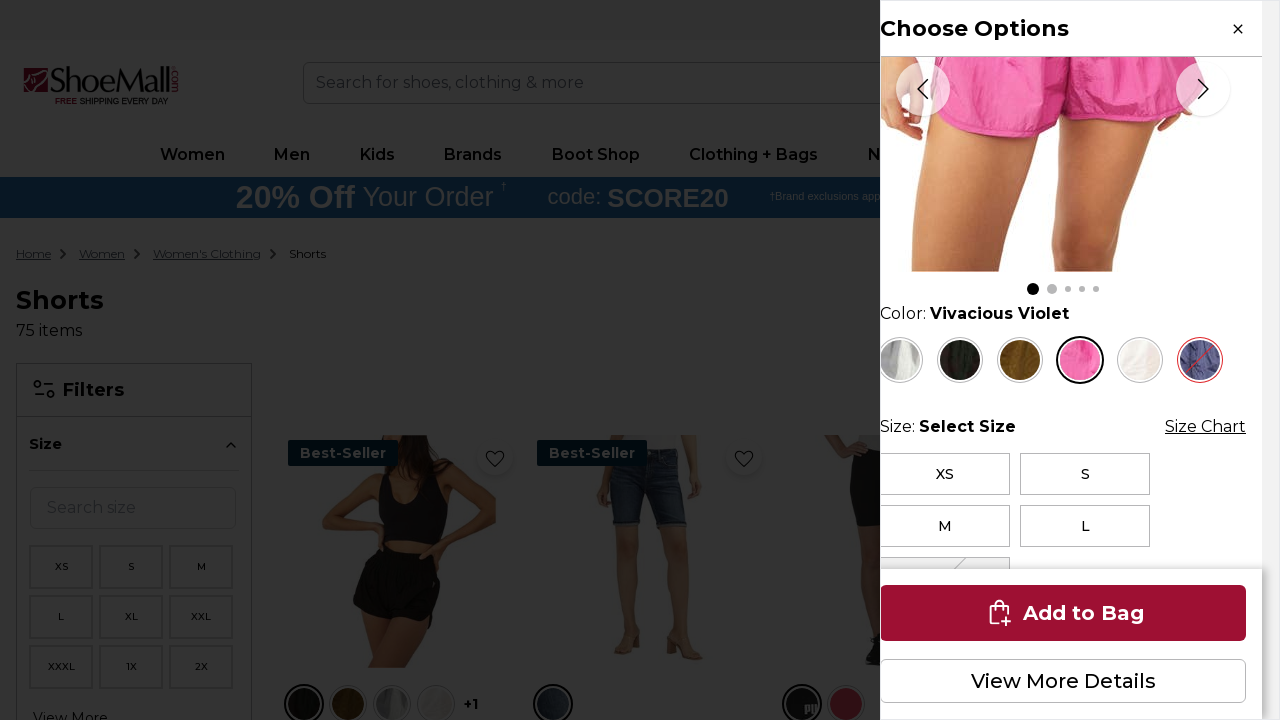 Choose Options
ShoeMall.com
FREE SHIPPING EVERY DAY
Search for shoes, clothing & more
Women
Men
Kids
Brands
Boot Shop
Clothing + Bags
N
20% Off Your Order † code: SCORE20 †Brand exclusions app
Home
Women
Women's Clothing
Shorts
Shorts
75 items
Filters
Size
Search size
XS
S
M
L
XL
XXL
XXXL
1X
2X
View More
Best-Seller
Best-Seller
+1
Color: Vivacious Violet
Size: Select Size
Size Chart
XS
S
M
L
Add to Bag
View More Details